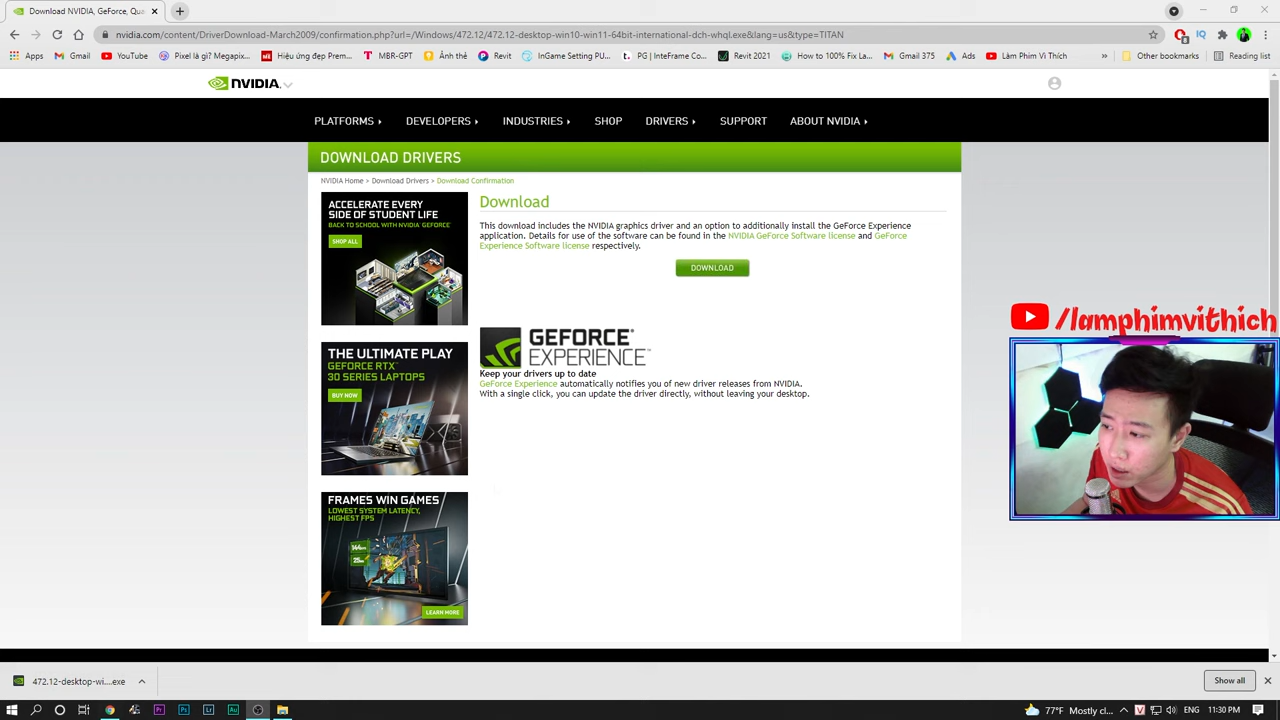 Download NVIDIA, GeForce, Qua
nvidia.com/content/DriverDownload-March2009/confirmation.php?url=/Windows/472.12/472.12-desktop-win10-win11-64bit-international-dch-whql.exe&lang=us&type=TITAN
Apps
Gmail
YouTube
Pixel là gì? Megapix...
Hiệu ứng đẹp Prem...
MBR-GPT
Ảnh thẻ
Revit
InGame Setting PU...
PG | InteFrame Co...
Revit 2021
How to 100% Fix La...
Gmail 375
Ads
Làm Phim Vì Thích
»
Other bookmarks
Reading list
NVIDIA.
PLATFORMS
DEVELOPERS
INDUSTRIES
SHOP
DRIVERS
SUPPORT
ABOUT NVIDIA
DOWNLOAD DRIVERS
NVIDIA Home > Download Drivers > Download Confirmation
ACCELERATE EVERY
SIDE OF STUDENT LIFE
BACK TO SCHOOL WITH NVIDIA GEFORCE
SHOP ALL
Download
This download includes the NVIDIA graphics driver and an option to additionally install the GeForce Experience
application. Details for use of the software can be found in the NVIDIA GeForce Software license and GeForce
Experience Software license respectively.
DOWNLOAD
/lamphimvithich
GEFORCE
EXPERIENCE™
Keep your drivers up to date
GeForce Experience automatically notifies you of new driver releases from NVIDIA.
With a single click, you can update the driver directly, without leaving your desktop.
THE ULTIMATE PLAY
GEFORCE RTX™
30 SERIES LAPTOPS
BUY NOW
FRAMES WIN GAMES
LOWEST SYSTEM LATENCY,
HIGHEST FPS
LEARN MORE
472.12-desktop-wi....exe
Show all
77°F Mostly cl...
ENG
11:30 PM